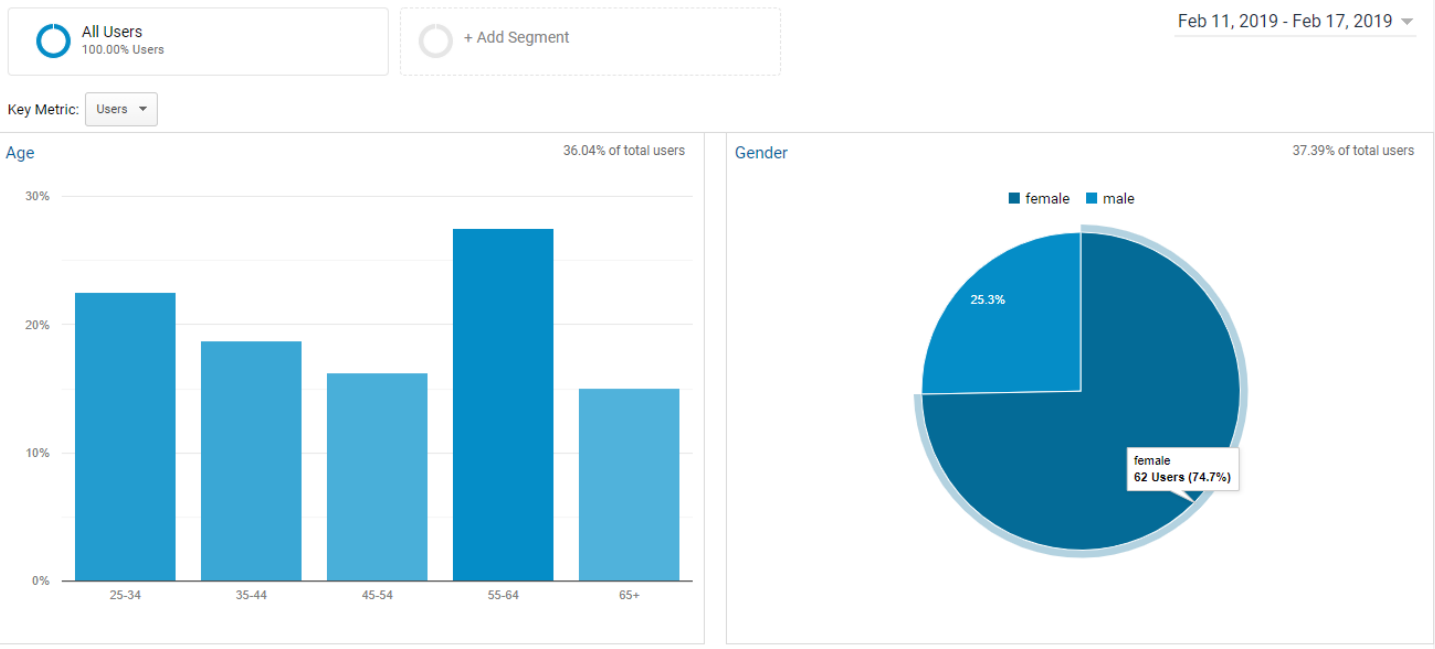 All Users
100.00% Users
+ Add Segment
Feb 11, 2019 - Feb 17, 2019
Key Metric:
Users
Age
36.04% of total users
30%
20%
10%
0%
25-34
35-44
45-54
55-64
65+
Gender
37.39% of total users
female
male
25.3%
female
62 Users (74.7%)